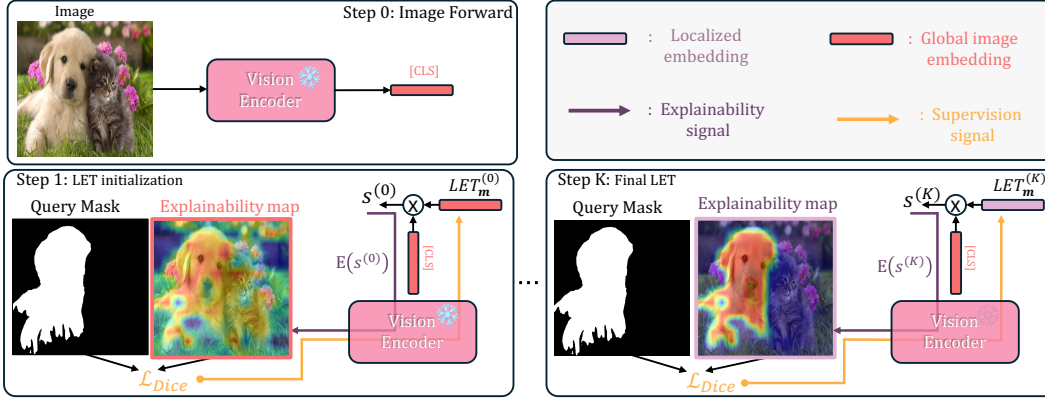 Image
Step 0: Image Forward
Vision
Encoder
[CLS]
: Localized
embedding
: Global image
embedding
: Explainability
signal
: Supervision
signal
Step 1: LET initialization
Query Mask
Explainability map
S^(0)
X
LET_m^(0)
E(s^(0))
[CLS]
Vision
Encoder
ℒ_Dice
...
Step K: Final LET
Query Mask
Explainability map
S^(K)
X
LET_m^(K)
E(s^(K))
[CLS]
Vision
Encoder
ℒ_Dice